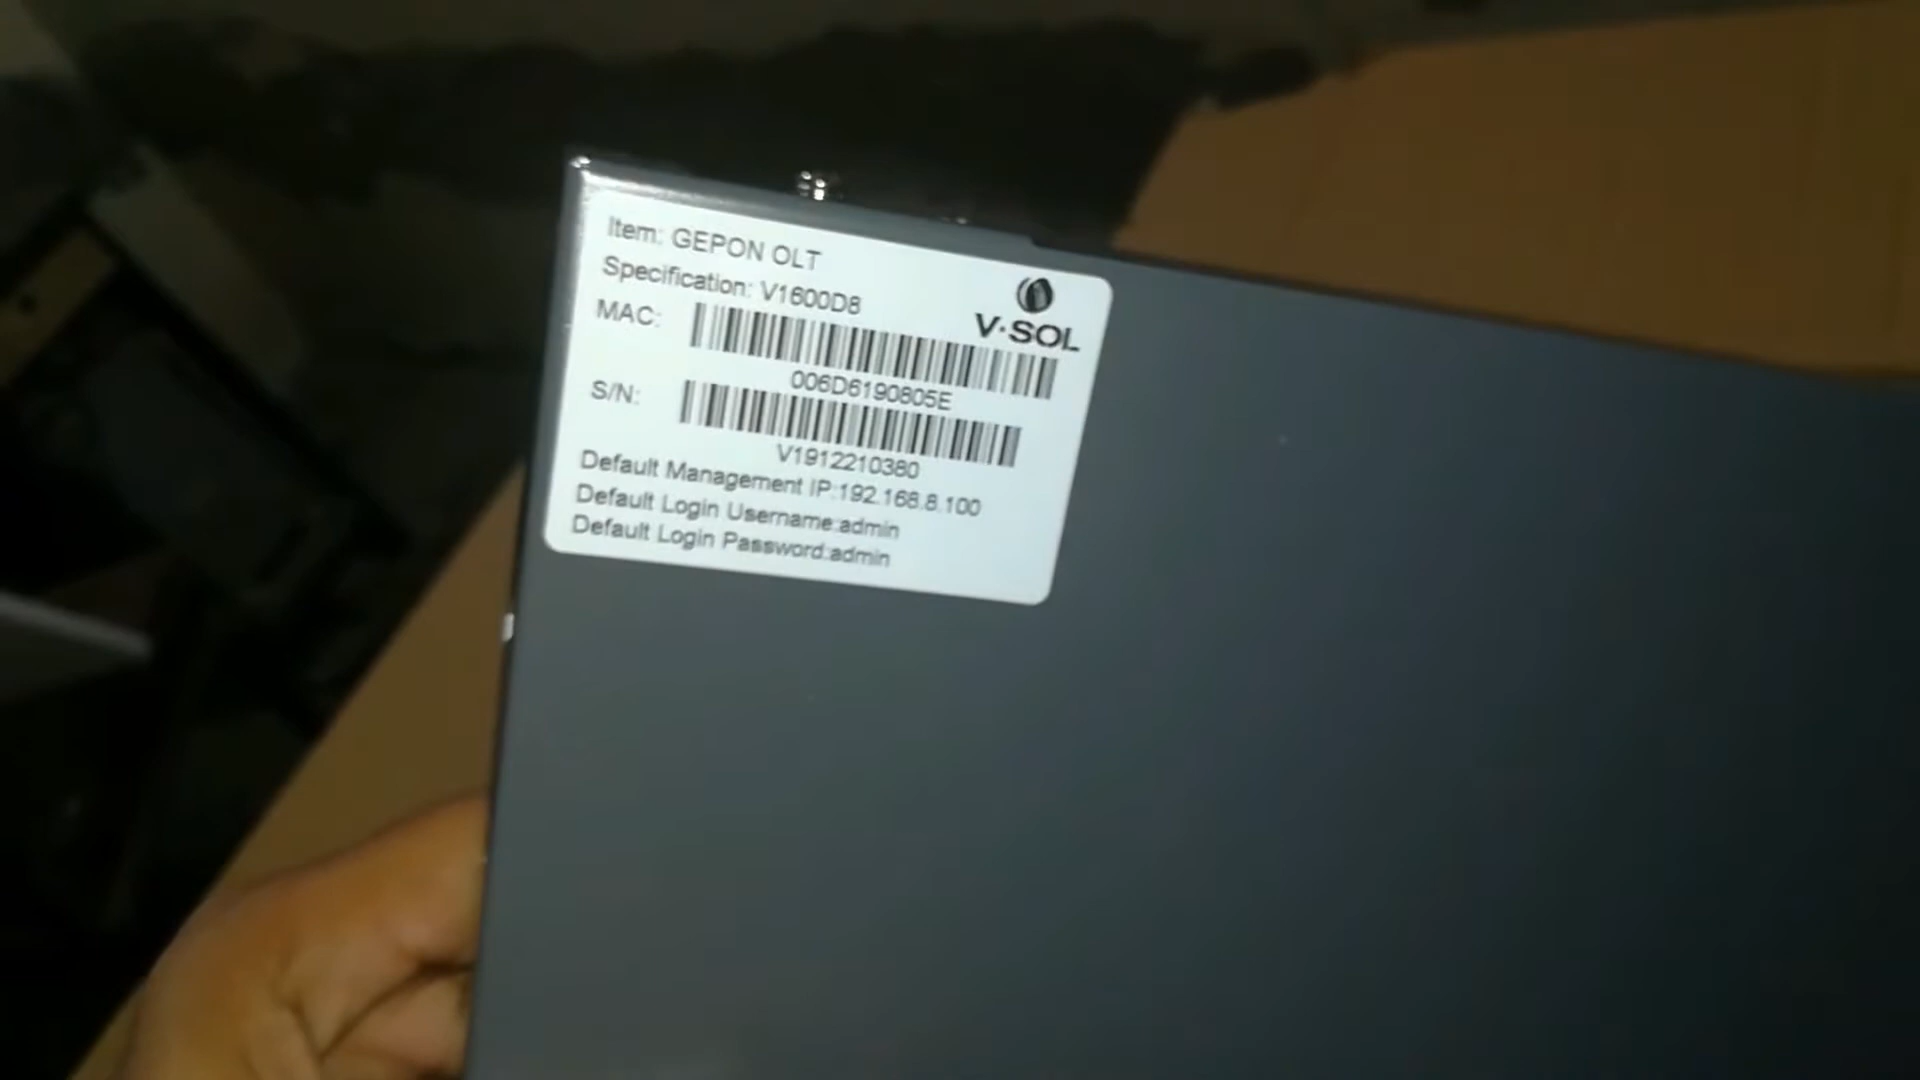 Item: GEPON OLT
Specification: V1600D8
V·SOL
MAC:
006D6190805E
S/N:
V1912210380
Default Management IP:192.168.8.100
Default Login Username:admin
Default Login Password:admin